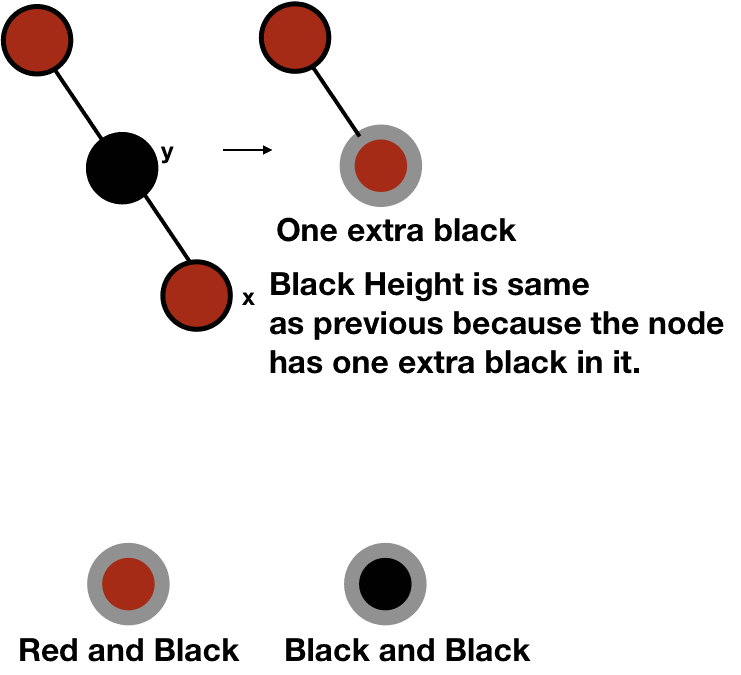 y
One extra black
x
Black Height is same
as previous because the node
has one extra black in it.
Red and Black
Black and Black